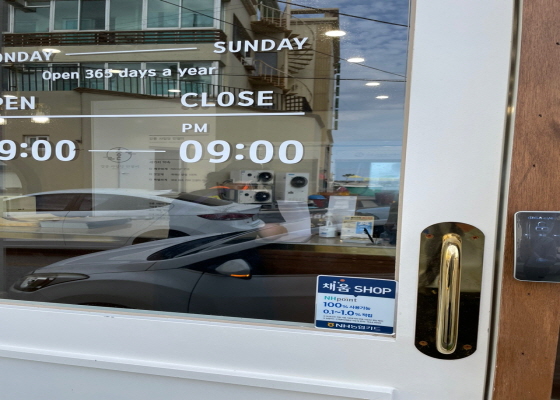 ONDAY SUNDAY
Open 365 days a year
PEN CLOSE
PM
9:00 09:00
채움 SHOP
NHpoint
100% 사용가능
0.1~1.0% 적립
NH농협카드